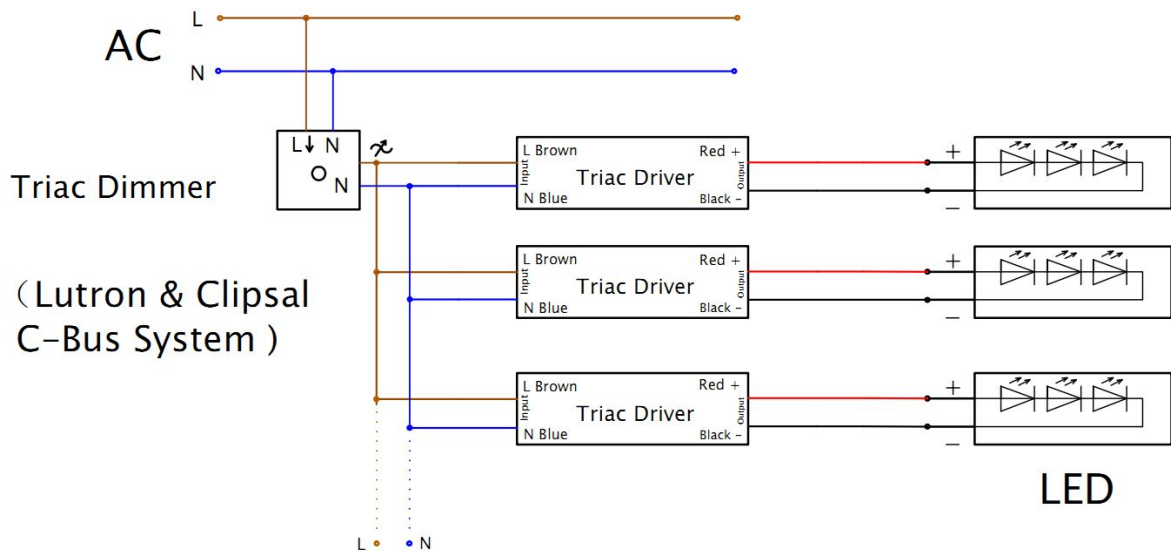 L
AC
N
L N
N
Triac Dimmer
（Lutron & Clipsal
C-Bus System )
L Brown
Input
N Blue
Triac Driver
Red +
Output
Black -
+
−
L Brown
Input
N Blue
Triac Driver
Red +
Output
Black -
+
−
L Brown
Input
N Blue
Triac Driver
Red +
Output
Black -
+
−
LED
L
N